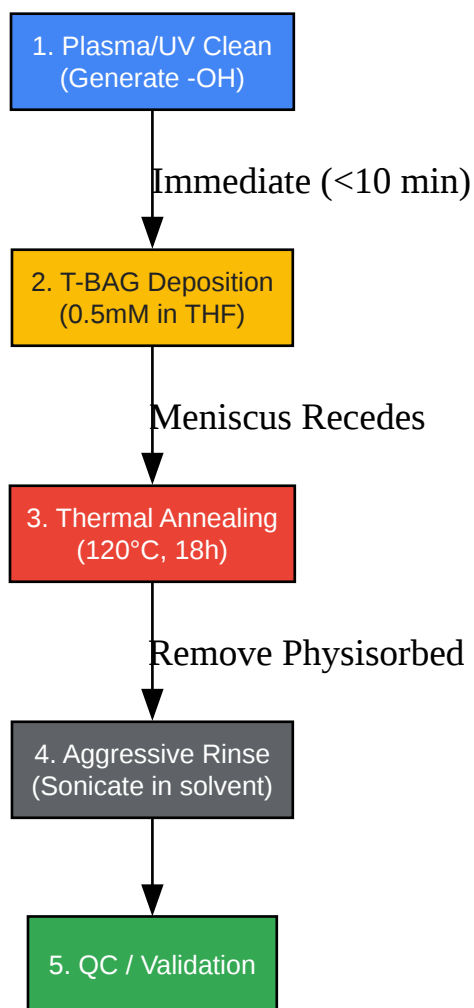 1. Plasma/UV Clean
(Generate -OH)
Immediate (<10 min)
2. T-BAG Deposition
(0.5mM in THF)
Meniscus Recedes
3. Thermal Annealing
(120°C, 18h)
Remove Physisorbed
4. Aggressive Rinse
(Sonicate in solvent)
5. QC / Validation